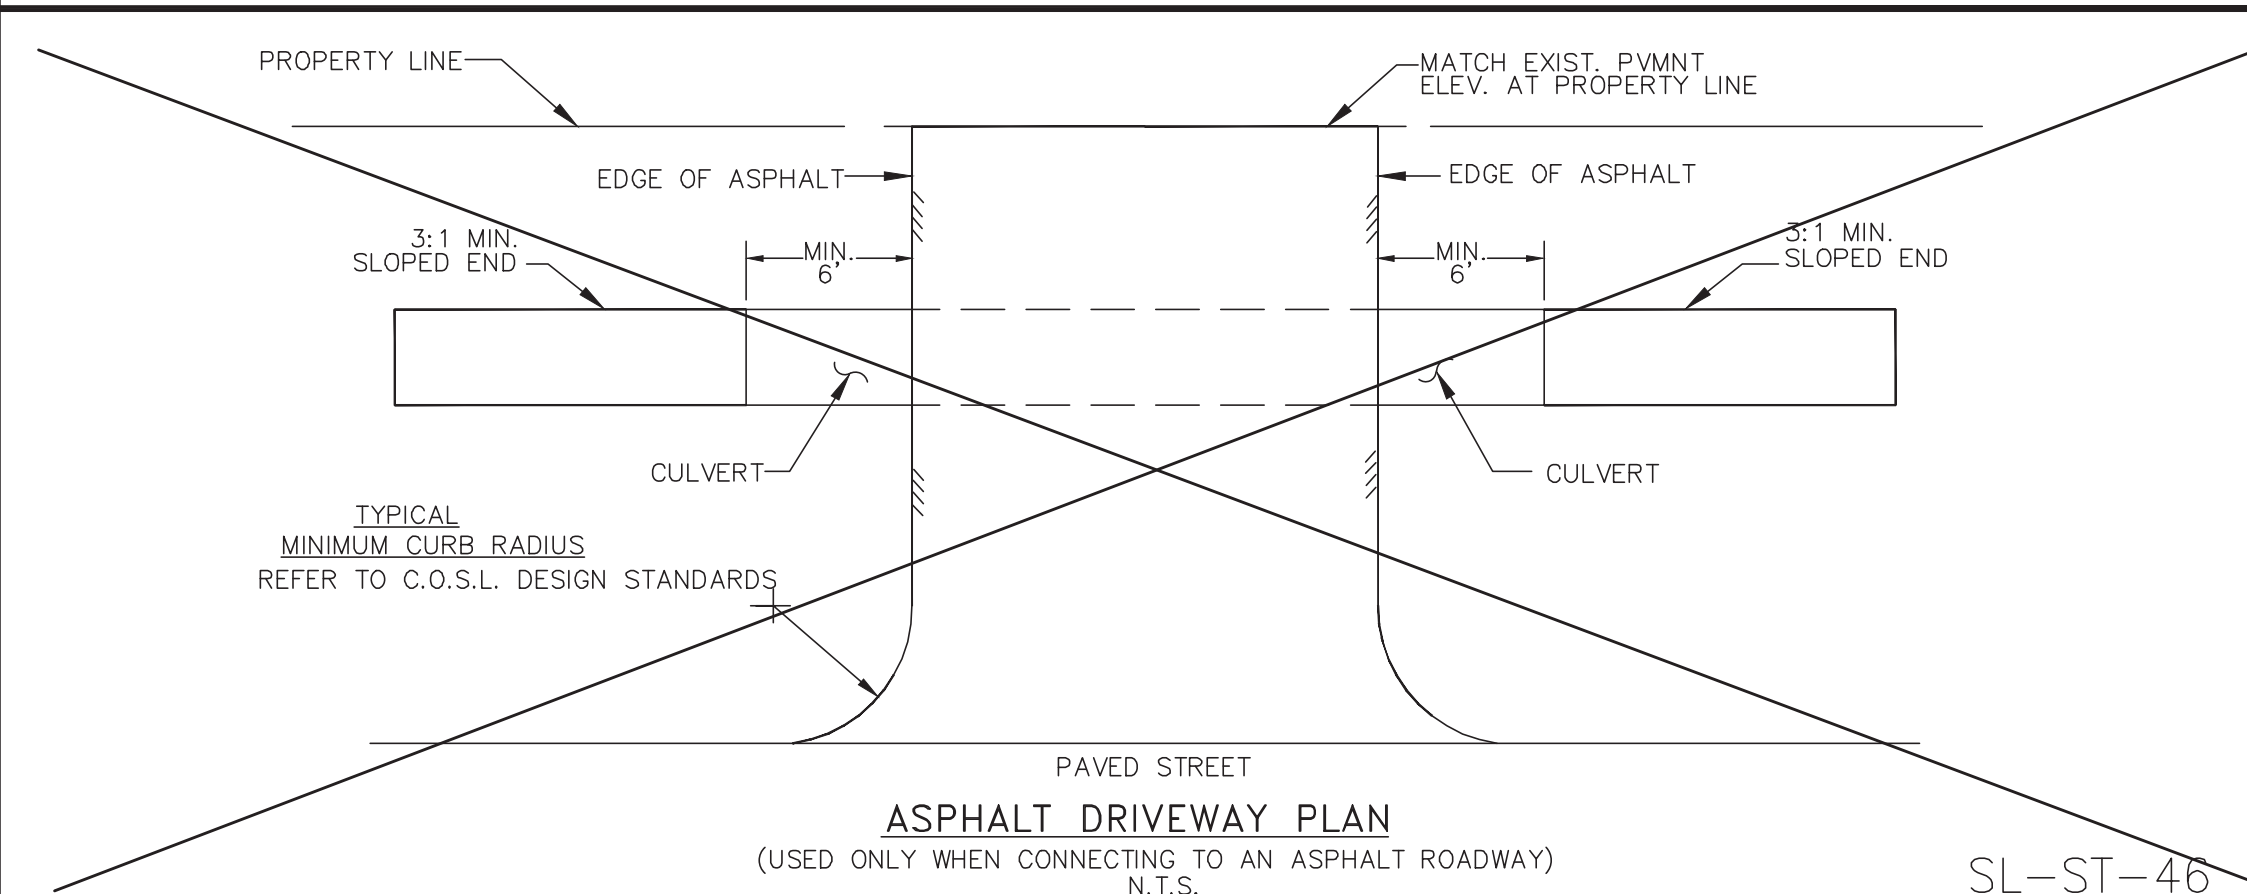 PROPERTY LINE
MATCH EXIST. PVMNT
ELEV. AT PROPERTY LINE
EDGE OF ASPHALT
EDGE OF ASPHALT
3:1 MIN.
SLOPED END
MIN.
6'
MIN.
6'
3:1 MIN.
SLOPED END
CULVERT
CULVERT
TYPICAL
MINIMUM CURB RADIUS
REFER TO C.O.S.L. DESIGN STANDARDS
PAVED STREET
ASPHALT DRIVEWAY PLAN
(USED ONLY WHEN CONNECTING TO AN ASPHALT ROADWAY)
N.T.S.
SL-ST-46